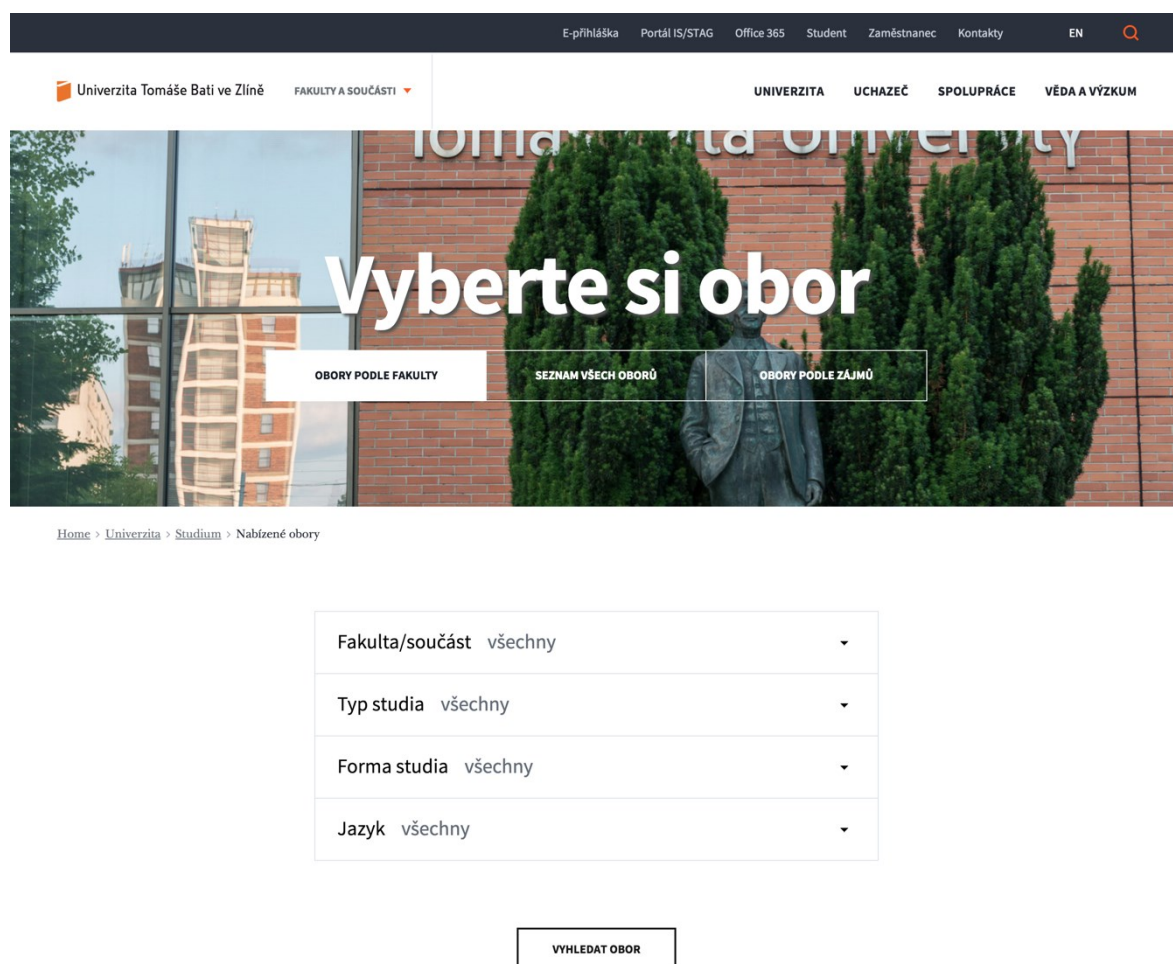 E-přihláška Portál IS/STAG Office 365 Student Zaměstnanec Kontakty EN
Univerzita Tomáše Bati ve Zlíně FAKULTY A SOUČÁSTI UNIVERZITA UCHAZEČ SPOLUPRÁCE VĚDA A VÝZKUM
University
Vyberte si obor
OBORY PODLE FAKULTY SEZNAM VŠECH OBORŮ OBORY PODLE ZÁJMŮ
Home > Univerzita > Studium > Nabízené obory
Fakulta/součást všechny
Typ studia všechny
Forma studia všechny
Jazyk všechny
VYHLEDAT OBOR